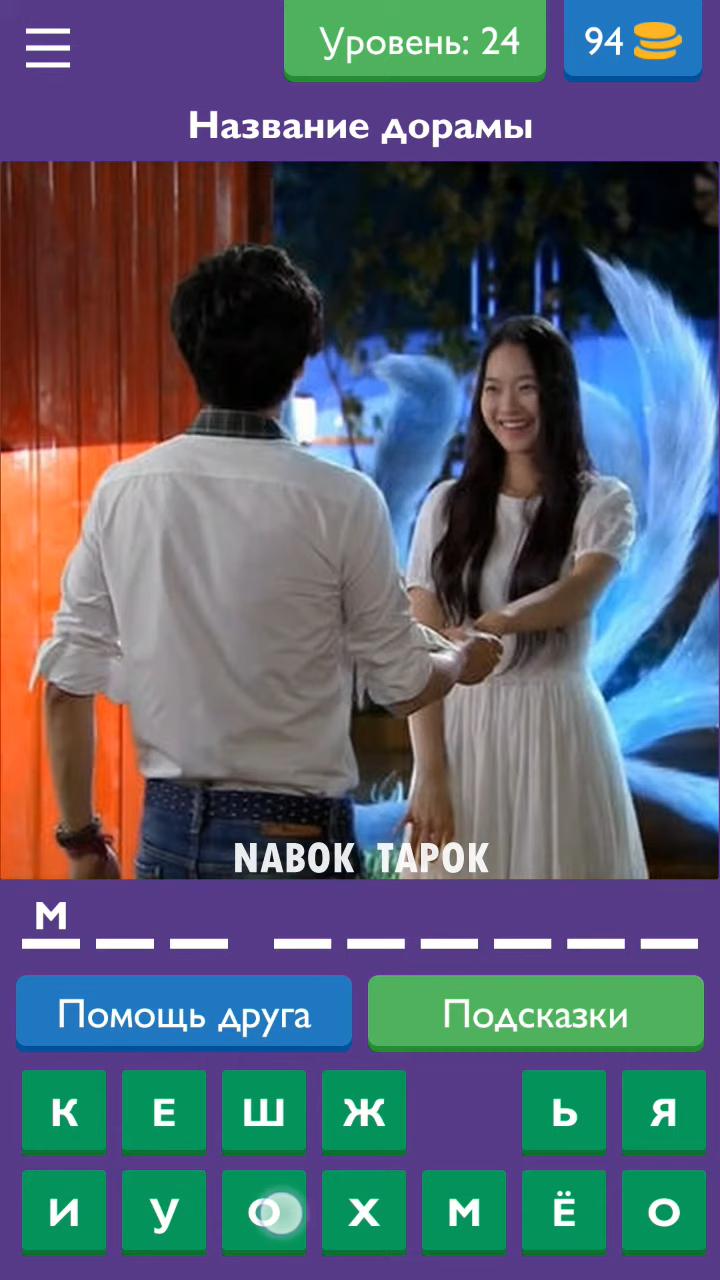 Уровень: 24
94
Название дорамы
NABOK TAPOK
М
Помощь друга
Подсказки
К Е Ш Ж Ь Я
И У О Х М Ё О